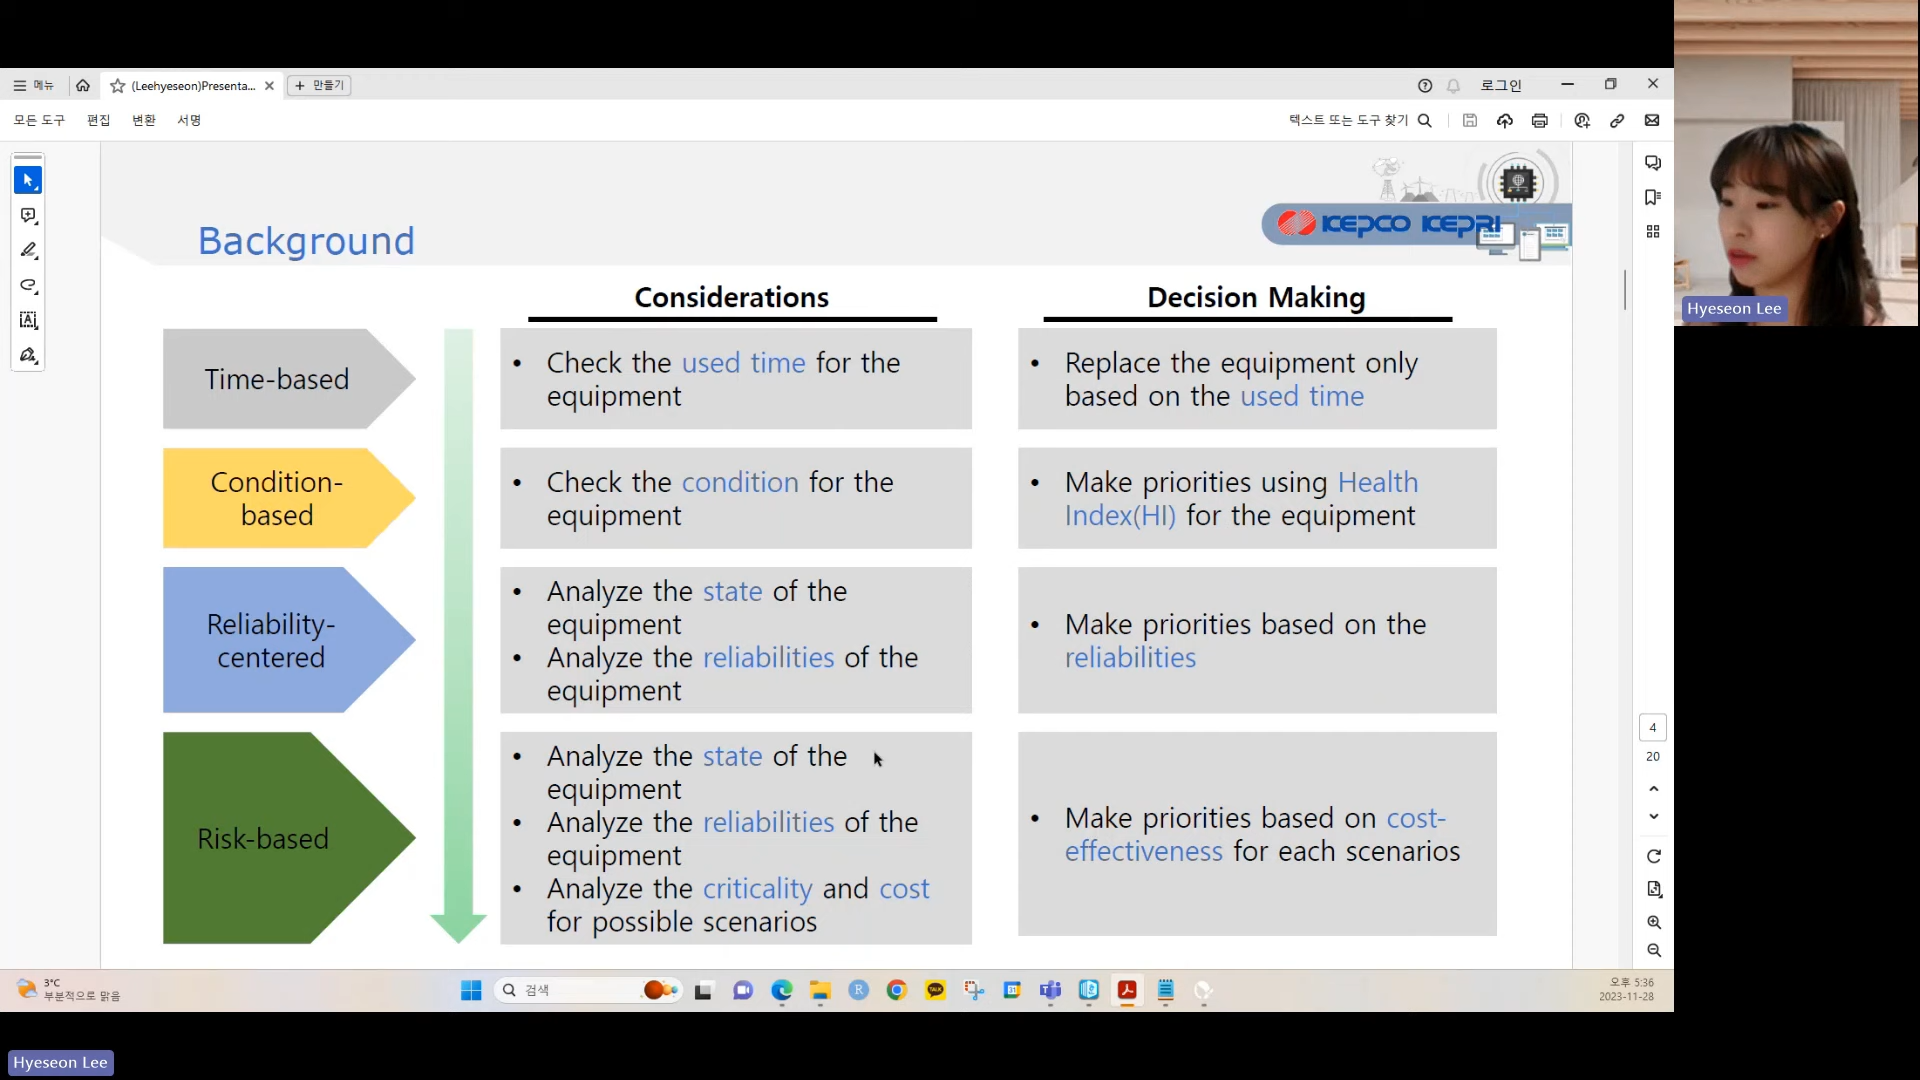 메뉴
(Leehyeseon)Presenta...
만들기
로그인
모든 도구
편집
변환
서명
텍스트 또는 도구 찾기
Background
KEPCO KEPRI
Considerations
Decision Making
Time-based
• Check the used time for the
equipment
• Replace the equipment only
based on the used time
Condition-
based
• Check the condition for the
equipment
• Make priorities using Health
Index(HI) for the equipment
Reliability-
centered
• Analyze the state of the
equipment
• Analyze the reliabilities of the
equipment
• Make priorities based on the
reliabilities
Risk-based
• Analyze the state of the
equipment
• Analyze the reliabilities of the
equipment
• Analyze the criticality and cost
for possible scenarios
• Make priorities based on cost-
effectiveness for each scenarios
4
20
Hyeseon Lee
3°C
부분적으로 맑음
검색
오후 5:36
2023-11-28
Hyeseon Lee